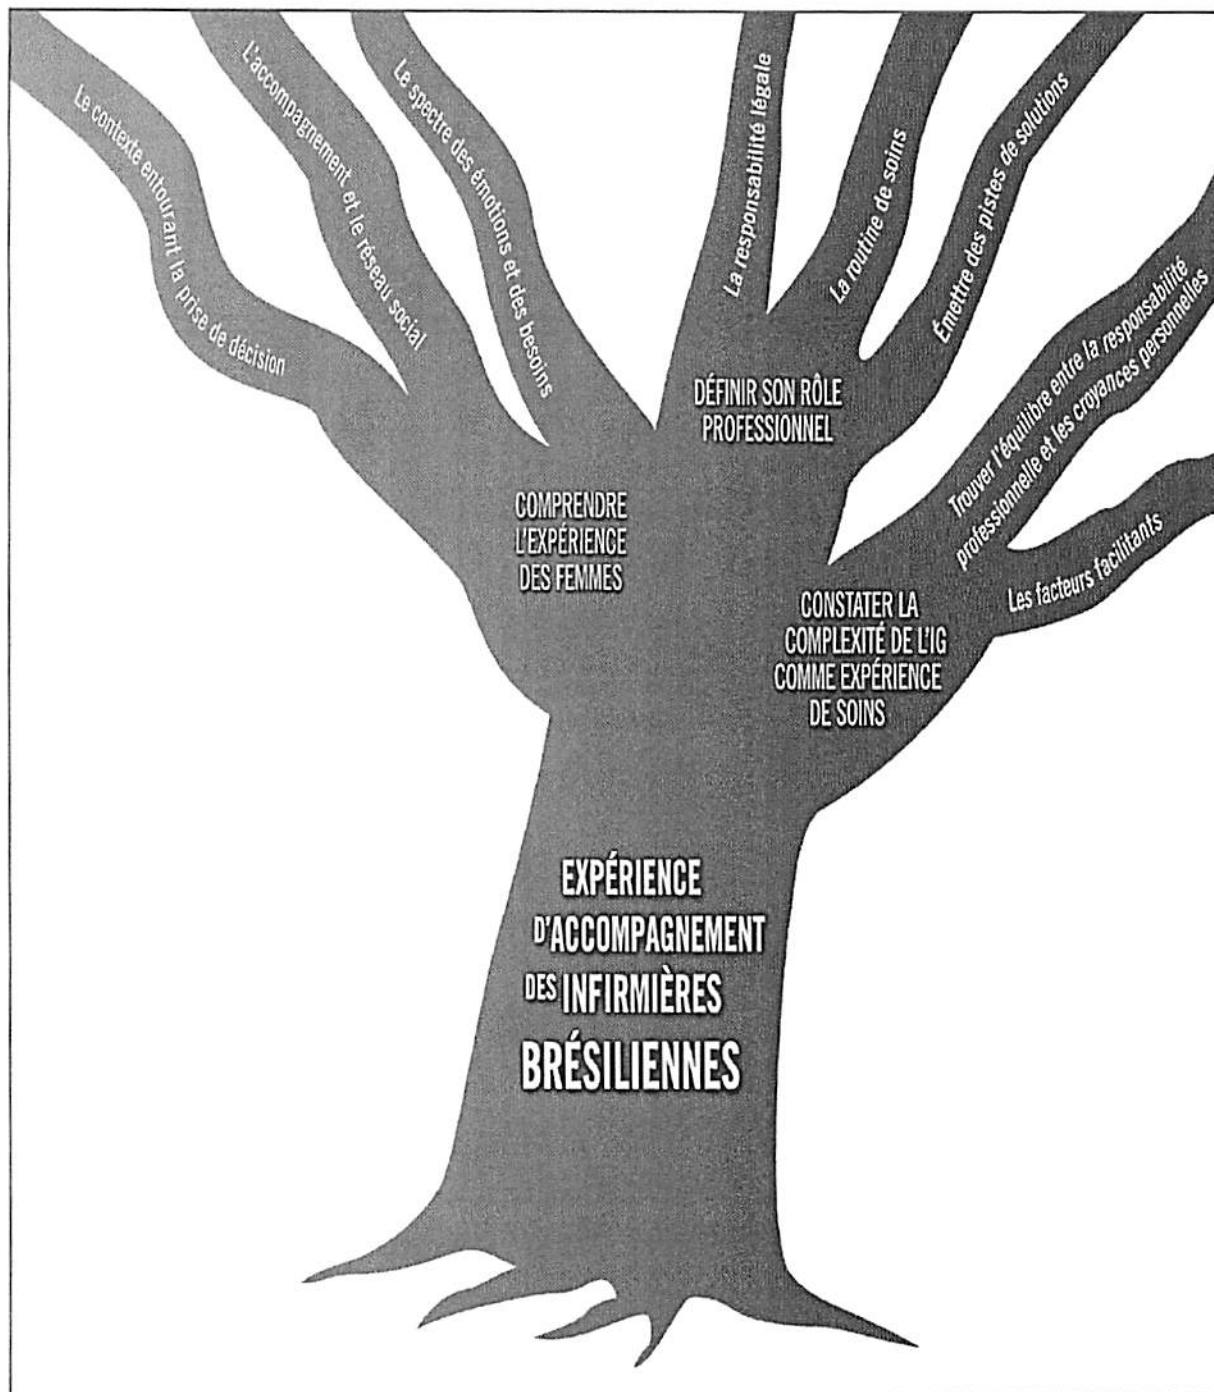 Le contexte entourant la prise de décision
L'accompagnement et le réseau social
Le spectre des émotions et des besoins
La responsabilité légale
La routine de soins
Émettre des pistes de solutions
Trouver l'équilibre entre la responsabilité
professionnelle et les croyances personnelles
Les facteurs facilitants
DÉFINIR SON RÔLE
PROFESSIONNEL
COMPRENDRE
L'EXPÉRIENCE
DES FEMMES
CONSTATER LA
COMPLEXITÉ DE L'IG
COMME EXPÉRIENCE
DE SOINS
EXPÉRIENCE
D'ACCOMPAGNEMENT
DES INFIRMIÈRES
BRÉSILIENNES